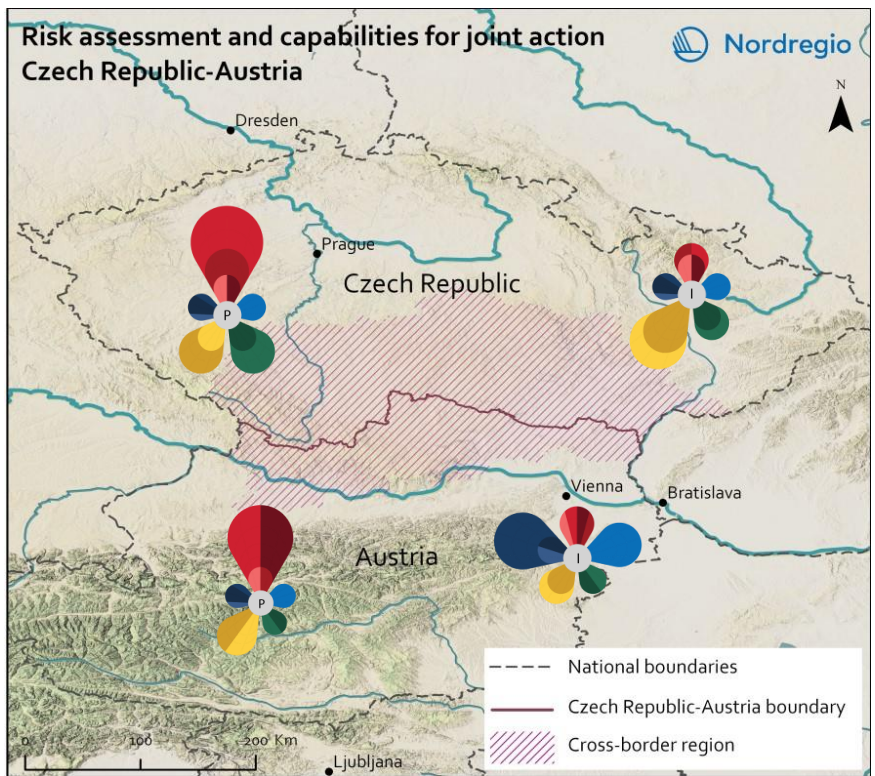 Risk assessment and capabilities for joint action
Czech Republic-Austria
Nordregio
N
Dresden
Prague
Czech Republic
P
I
Vienna
Bratislava
Austria
I
P
National boundaries
Czech Republic-Austria boundary
Cross-border region
0 100 200 Km
Ljubljana